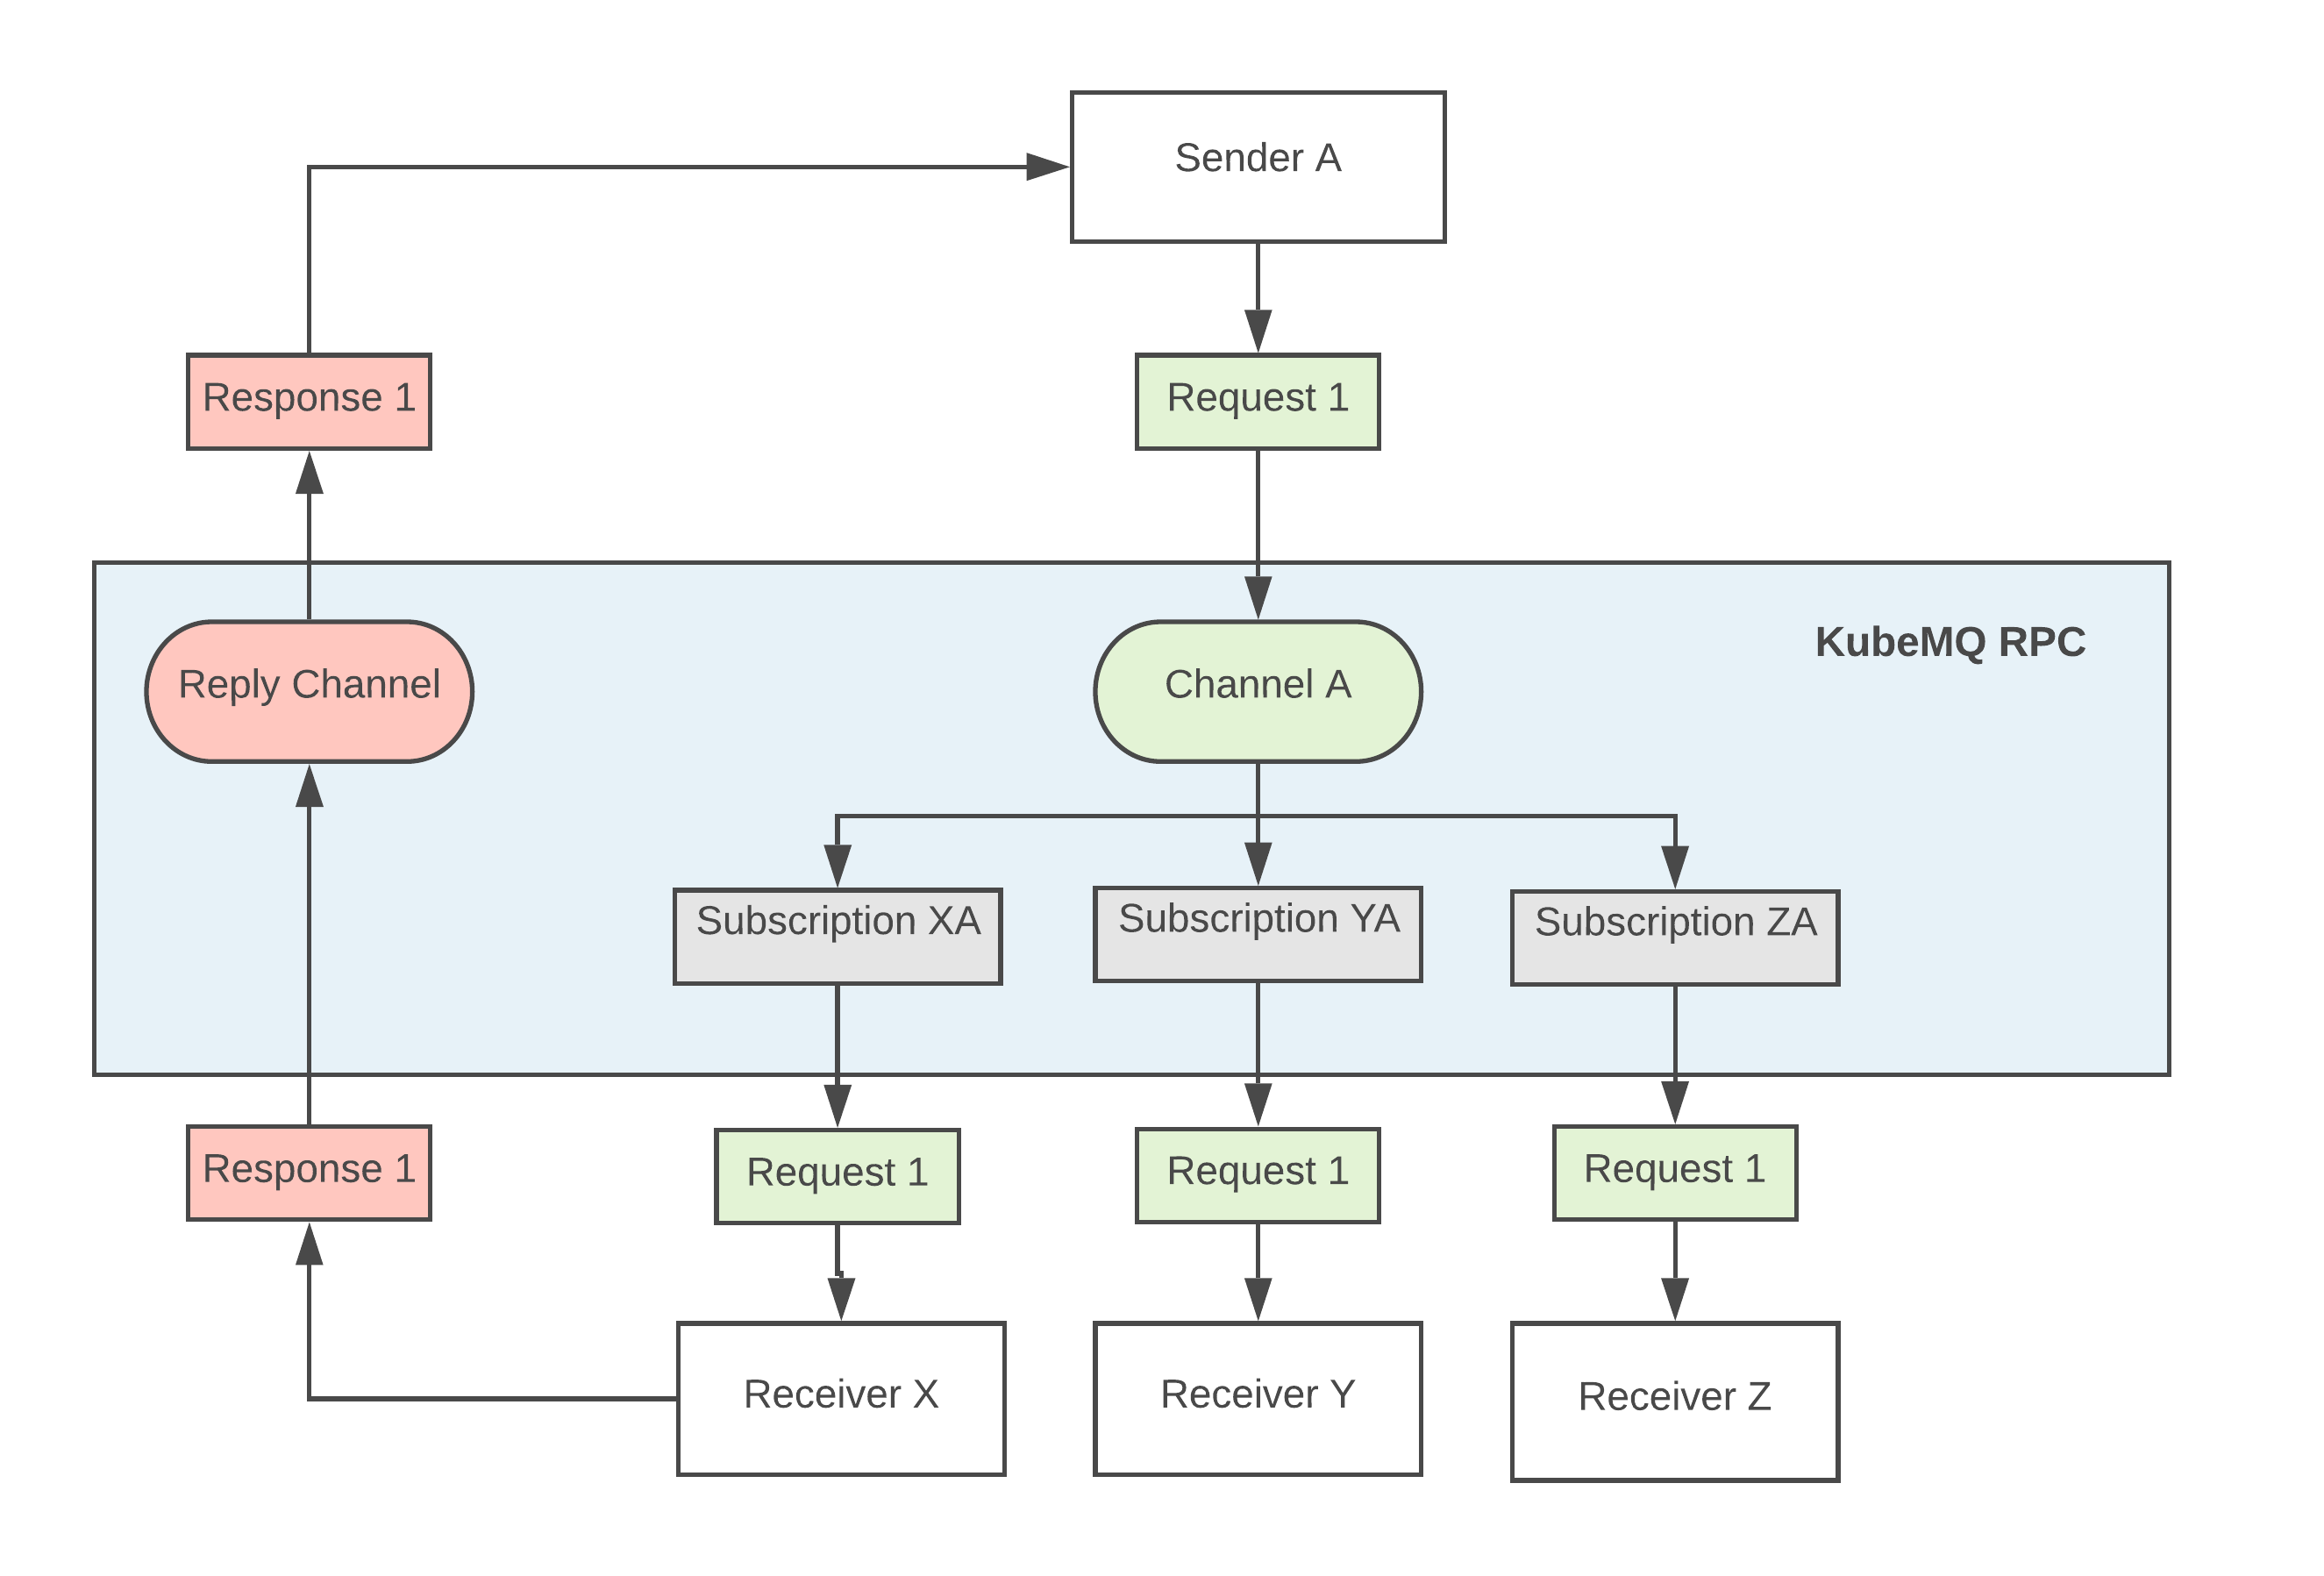 Sender A
Response 1
Request 1
KubeMQ RPC
Reply Channel
Channel A
Subscription XA
Subscription YA
Subscription ZA
Response 1
Request 1
Request 1
Request 1
Receiver X
Receiver Y
Receiver Z